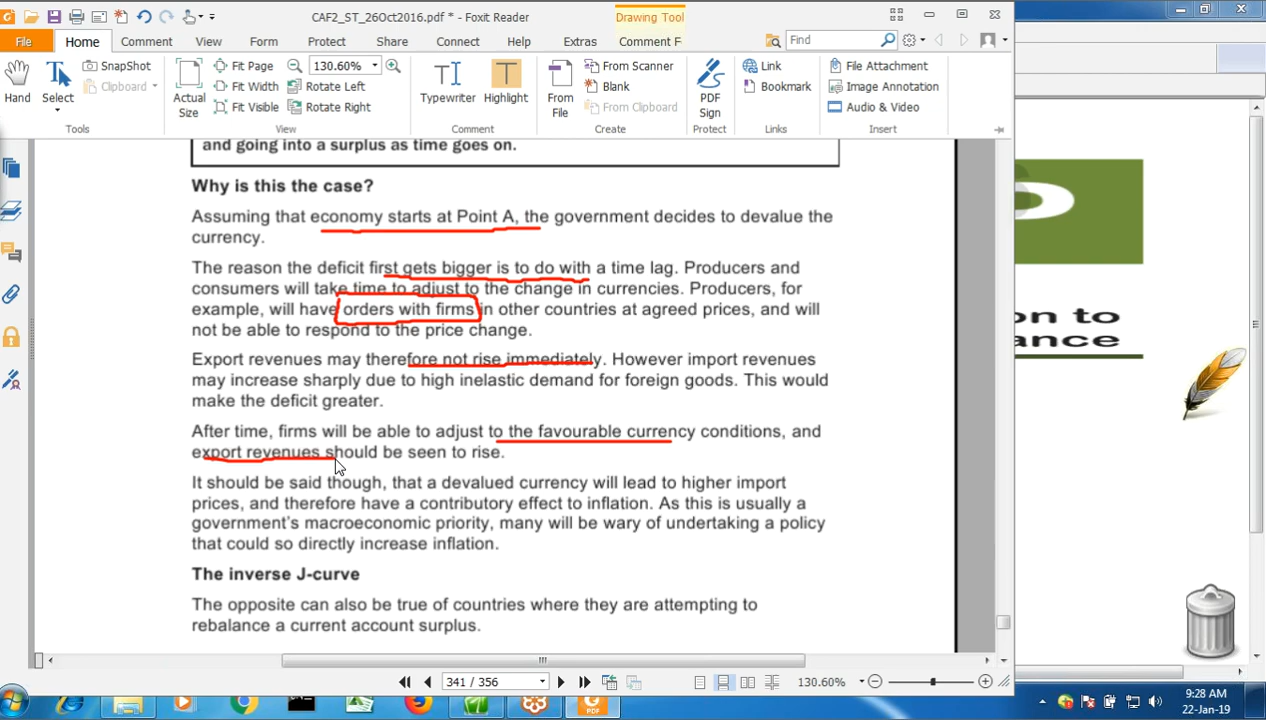 CAF2_ST_26Oct2016.pdf * - Foxit Reader
Drawing Tool
File Home Comment View Form Protect Share Connect Help Extras Comment F
Find
Hand
Select
SnapShot
Clipboard
Tools
Actual Size
Fit Page
Fit Width
Fit Visible
130.60%
Rotate Left
Rotate Right
View
Typewriter
Highlight
Comment
From File
From Scanner
Blank
From Clipboard
Create
PDF Sign
Protect
Link
Bookmark
Links
File Attachment
Image Annotation
Audio & Video
Insert
and going into a surplus as time goes on.
Why is this the case?
Assuming that economy starts at Point A, the government decides to devalue the
currency.
The reason the deficit first gets bigger is to do with a time lag. Producers and
consumers will take time to adjust to the change in currencies. Producers, for
example, will have orders with firms in other countries at agreed prices, and will
not be able to respond to the price change.
Export revenues may therefore not rise immediately. However import revenues
may increase sharply due to high inelastic demand for foreign goods. This would
make the deficit greater.
After time, firms will be able to adjust to the favourable currency conditions, and
export revenues should be seen to rise.
It should be said though, that a devalued currency will lead to higher import
prices, and therefore have a contributory effect to inflation. As this is usually a
government's macroeconomic priority, many will be wary of undertaking a policy
that could so directly increase inflation.
The inverse J-curve
The opposite can also be true of countries where they are attempting to
rebalance a current account surplus.
on to
ance
341 / 356
130.60%
PDF
9:28 AM
22-Jan-19